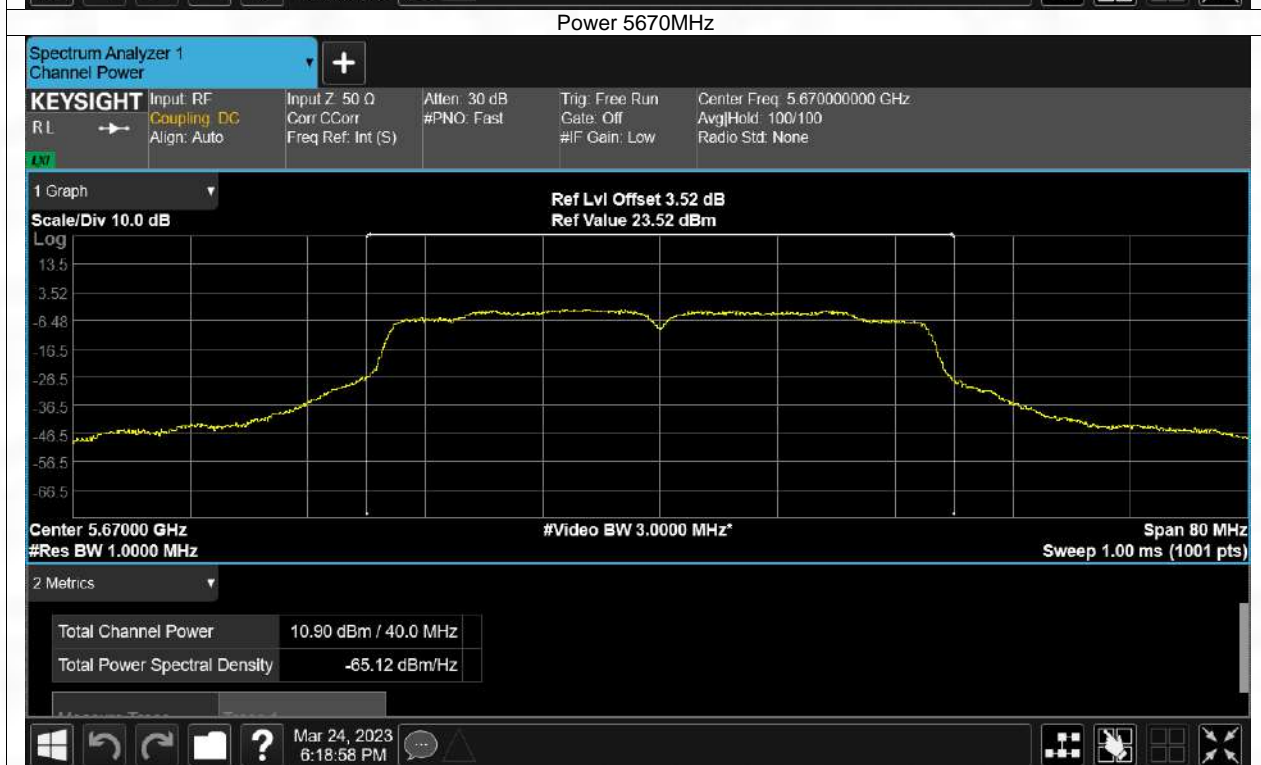 Power 5670MHz
Spectrum Analyzer 1
Channel Power
+
KEYSIGHT
RL
LXI
Input: RF
Coupling: DC
Align: Auto
Input Z: 50 Ω
Corr CCorr
Freq Ref: Int (S)
Atten: 30 dB
#PNO: Fast
Trig: Free Run
Gate: Off
#IF Gain: Low
Center Freq: 5.670000000 GHz
Avg|Hold: 100/100
Radio Std: None
1 Graph
Scale/Div 10.0 dB
Ref Lvl Offset 3.52 dB
Ref Value 23.52 dBm
Log
13.5
3.52
-6.48
-16.5
-26.5
-36.5
-46.5
-56.5
-66.5
Center 5.67000 GHz
#Video BW 3.0000 MHz*
Span 80 MHz
#Res BW 1.0000 MHz
Sweep 1.00 ms (1001 pts)
2 Metrics
Total Channel Power 10.90 dBm / 40.0 MHz
Total Power Spectral Density -65.12 dBm/Hz
?
Mar 24, 2023
6:18:58 PM